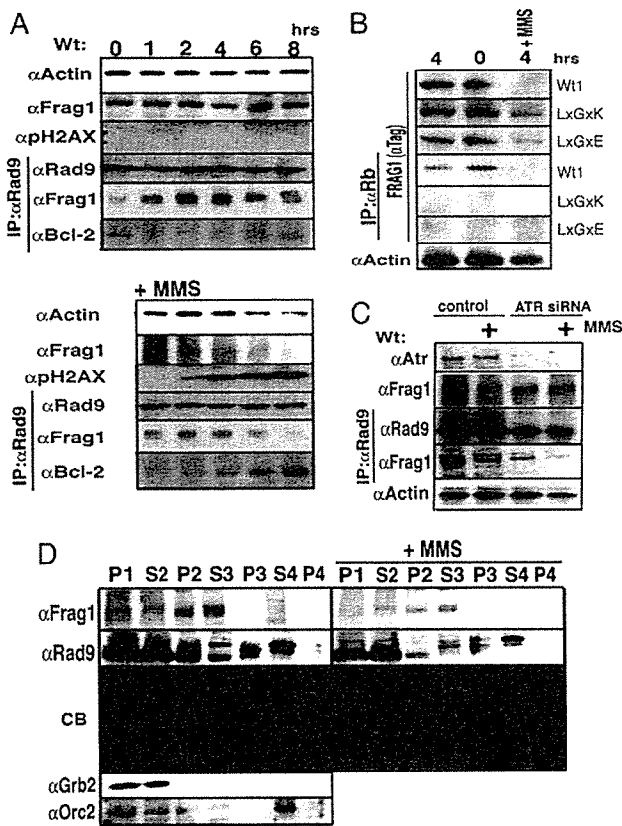 A
hrs
Wt: 0 1 2 4 6 8
αActin
αFrag1
αpH2AX
IP:αRad9
αRad9
αFrag1
αBcl-2
+ MMS
αActin
αFrag1
αpH2AX
IP:αRad9
αRad9
αFrag1
αBcl-2
B
+ MMS
4 0 4 hrs
FRAG1 (αTag)
Wt1
LxGxK
LxGxE
IP:αRb
Wt1
LxGxK
LxGxE
αActin
C
control ATR siRNA
Wt: + + MMS
αAtr
αFrag1
IP:αRad9
αRad9
αFrag1
αActin
D
+ MMS
P1 S2 P2 S3 P3 S4 P4 P1 S2 P2 S3 P3 S4 P4
αFrag1
αRad9
CB
αGrb2
αOrc2